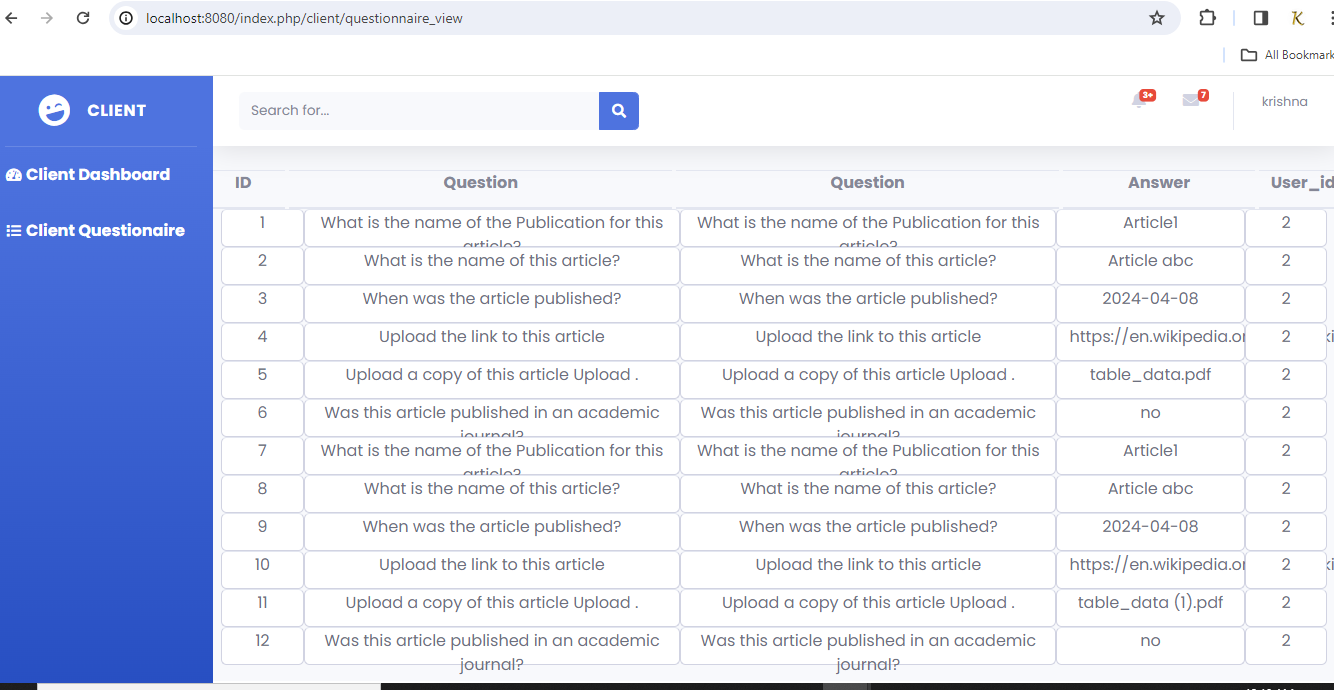 localhost:8080/index.php/client/questionnaire_view
All Bookmark
CLIENT
Search for...
3+
7
krishna
Client Dashboard
Client Questionaire
ID Question Question Answer User_id
1 What is the name of the Publication for this article? What is the name of the Publication for this article? Article1 2
2 What is the name of this article? What is the name of this article? Article abc 2
3 When was the article published? When was the article published? 2024-04-08 2
4 Upload the link to this article Upload the link to this article https://en.wikipedia.or 2
5 Upload a copy of this article Upload . Upload a copy of this article Upload . table_data.pdf 2
6 Was this article published in an academic journal? Was this article published in an academic journal? no 2
7 What is the name of the Publication for this article? What is the name of the Publication for this article? Article1 2
8 What is the name of this article? What is the name of this article? Article abc 2
9 When was the article published? When was the article published? 2024-04-08 2
10 Upload the link to this article Upload the link to this article https://en.wikipedia.or 2
11 Upload a copy of this article Upload . Upload a copy of this article Upload . table_data (1).pdf 2
12 Was this article published in an academic journal? Was this article published in an academic journal? no 2